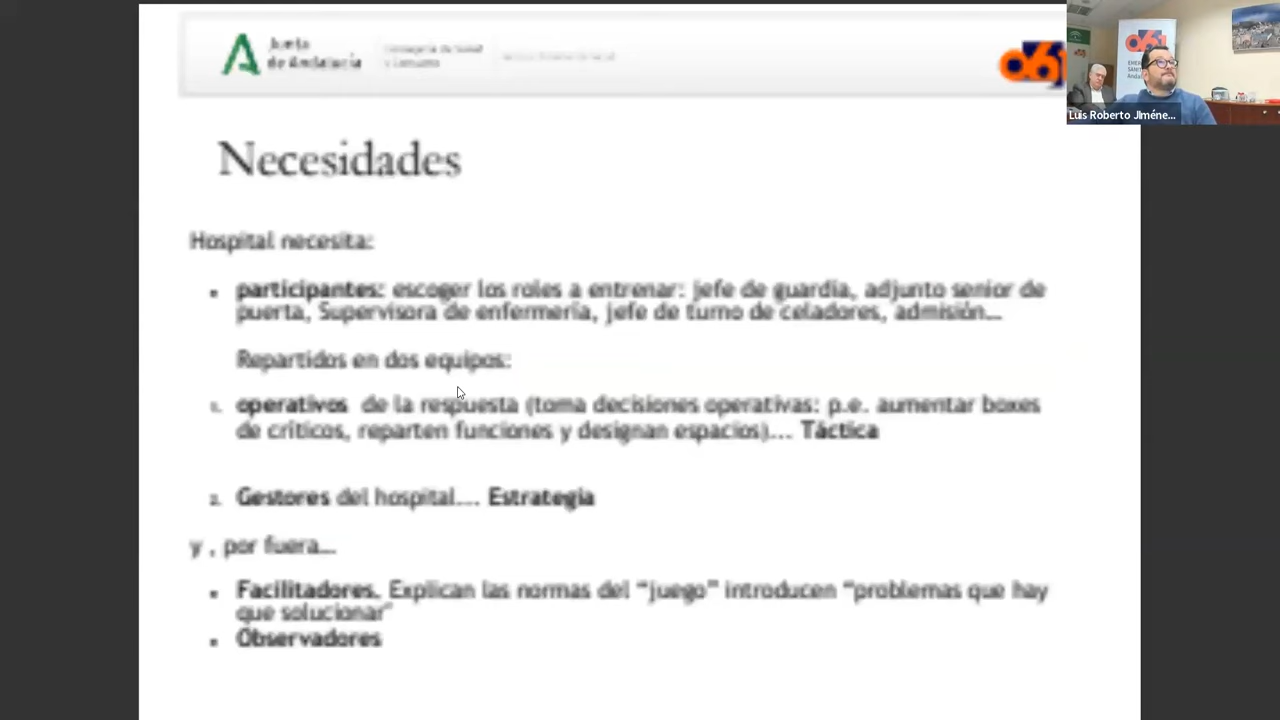 Junta
de Andalucía
061
Necesidades
Hospital necesita:
• participantes: escoger los roles a entrenar: jefe de guardia, adjunto senior de
puerta, Supervisora de enfermería, jefe de turno de celadores, admisión...
Repartidos en dos equipos:
1. operativos de la respuesta (toma decisiones operativas: p.e. aumentar boxes
de críticos, reparten funciones y designan espacios)... Táctica
2. Gestores del hospital... Estrategia
y , por fuera...
• Facilitadores. Explican las normas del “juego” introducen “problemas que hay
que solucionar”
• Observadores
061
Luis Roberto Jiméne...